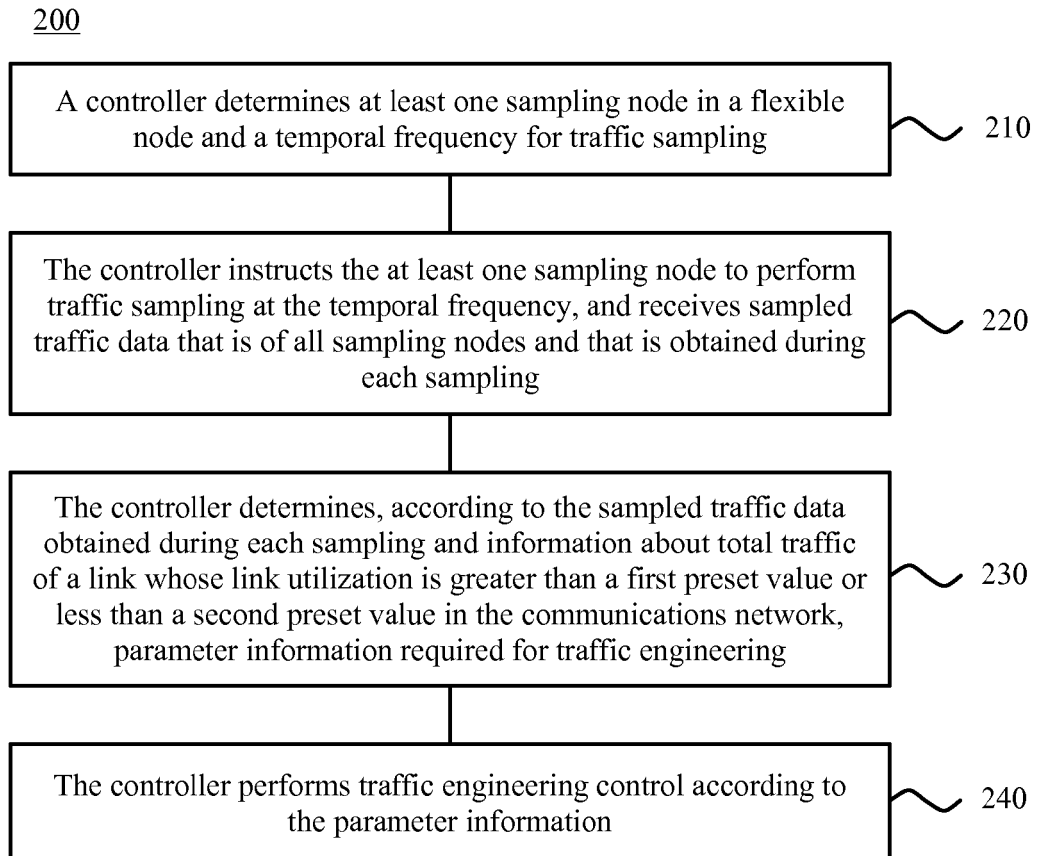 200
A controller determines at least one sampling node in a flexible
node and a temporal frequency for traffic sampling
210
The controller instructs the at least one sampling node to perform
traffic sampling at the temporal frequency, and receives sampled
traffic data that is of all sampling nodes and that is obtained during
each sampling
220
The controller determines, according to the sampled traffic data
obtained during each sampling and information about total traffic
of a link whose link utilization is greater than a first preset value or
less than a second preset value in the communications network,
parameter information required for traffic engineering
230
The controller performs traffic engineering control according to
the parameter information
240